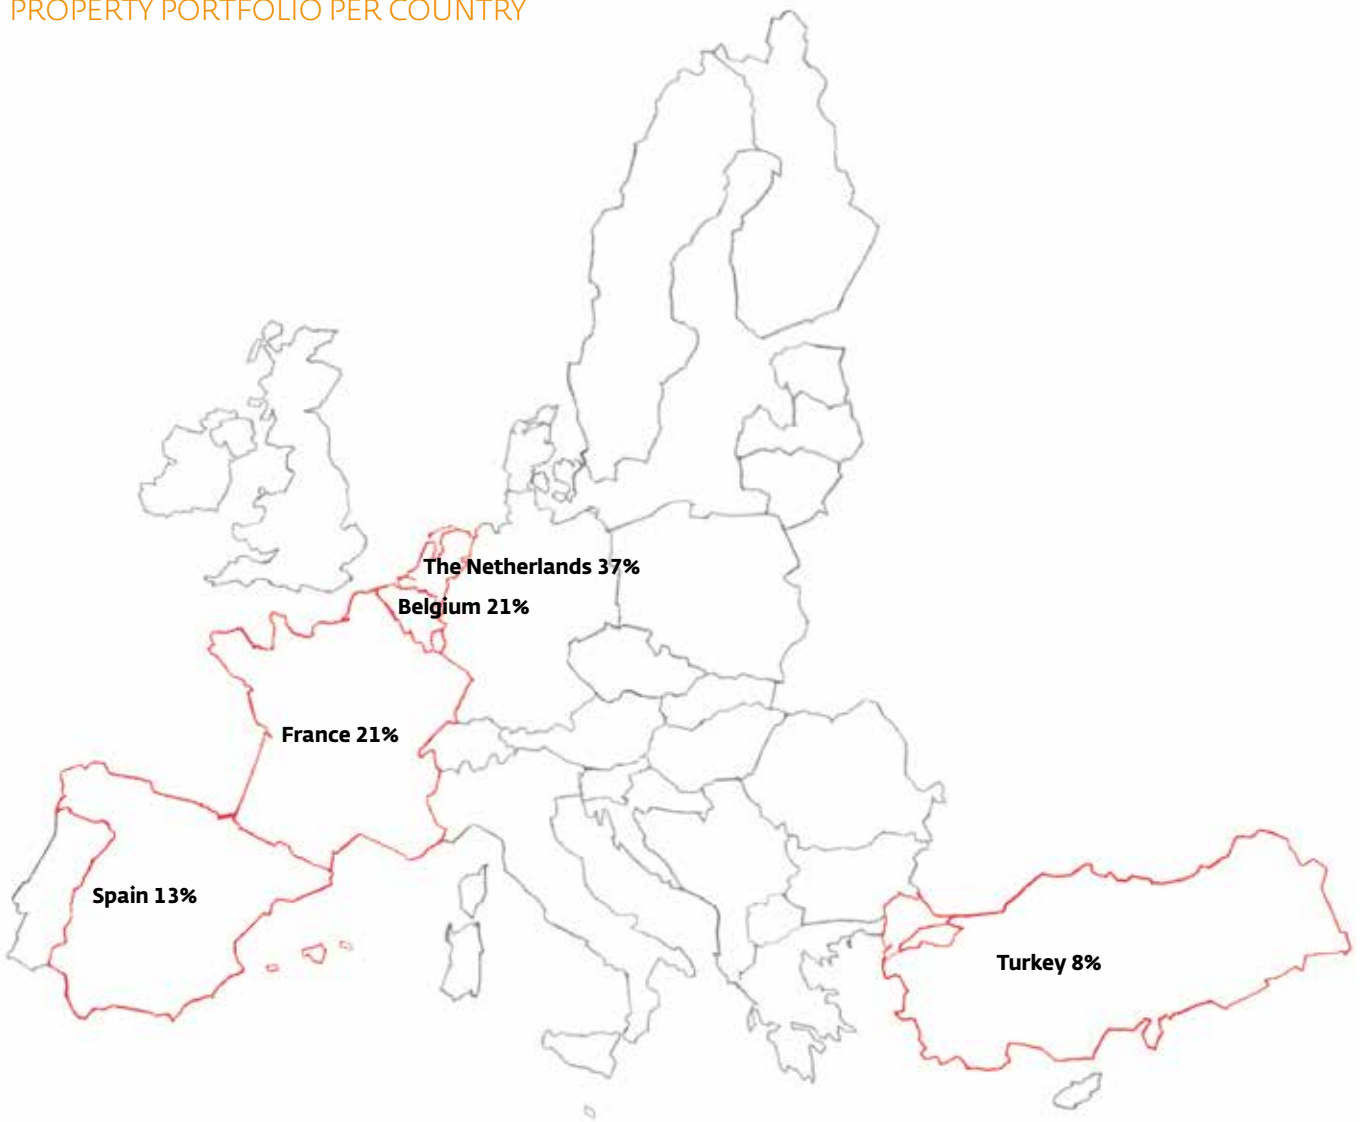 PROPERTY PORTFOLIO PER COUNTRY
The Netherlands 37%
Belgium 21%
France 21%
Spain 13%
Turkey 8%